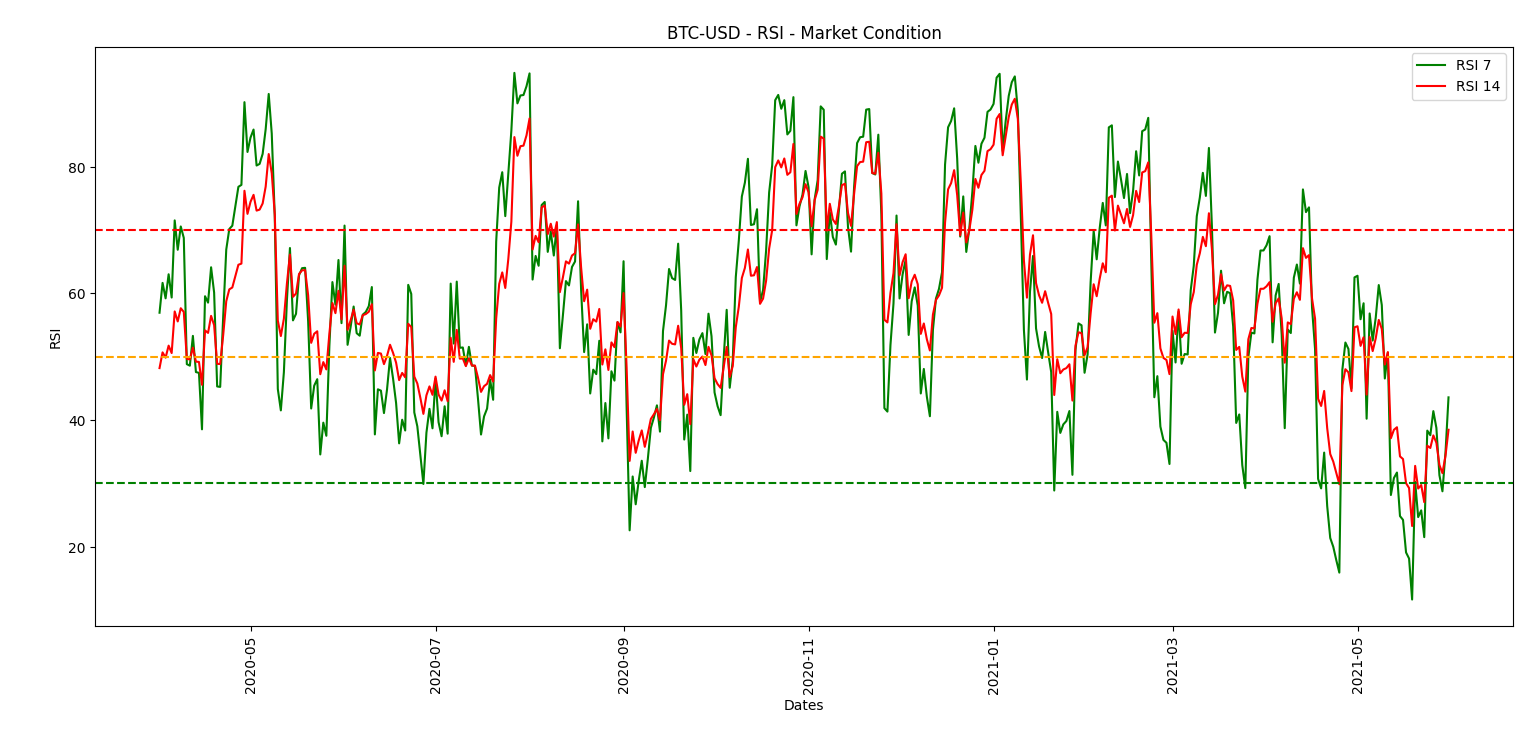 BTC-USD - RSI - Market Condition
RSI 7
RSI 14
RSI
80
60
40
20
2020-05
2020-07
2020-09
2020-11
2021-01
2021-03
2021-05
Dates